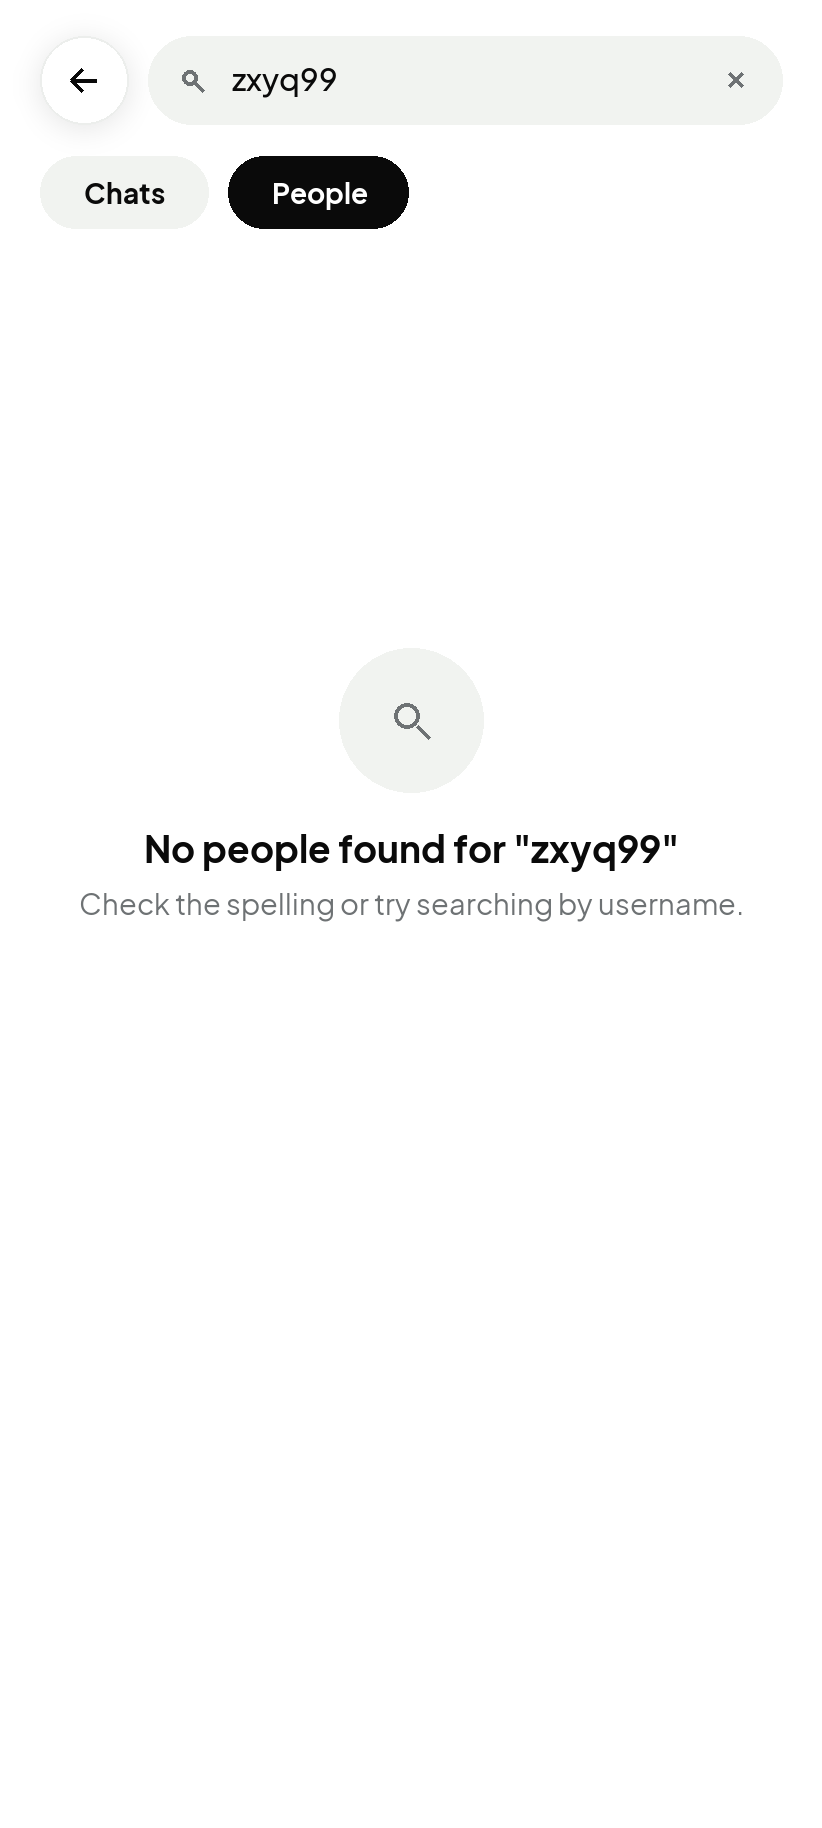 zxyq99
Chats
People
No people found for "zxyq99"
Check the spelling or try searching by username.